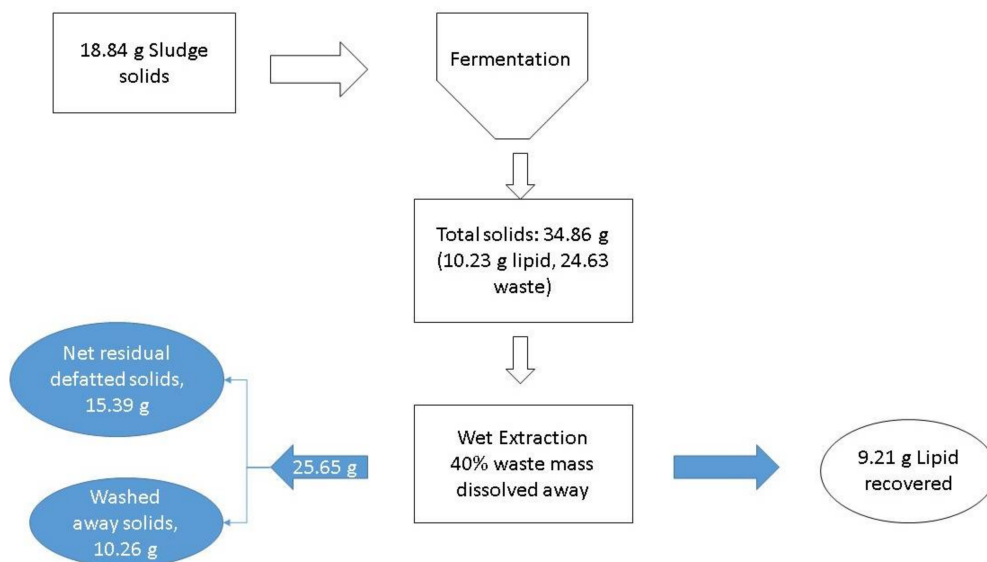 18.84 g Sludge
solids
Fermentation
Total solids: 34.86 g
(10.23 g lipid, 24.63
waste)
Net residual
defatted solids,
15.39 g
Wet Extraction
40% waste mass
dissolved away
25.65 g
9.21 g Lipid
recovered
Washed
away solids,
10.26 g